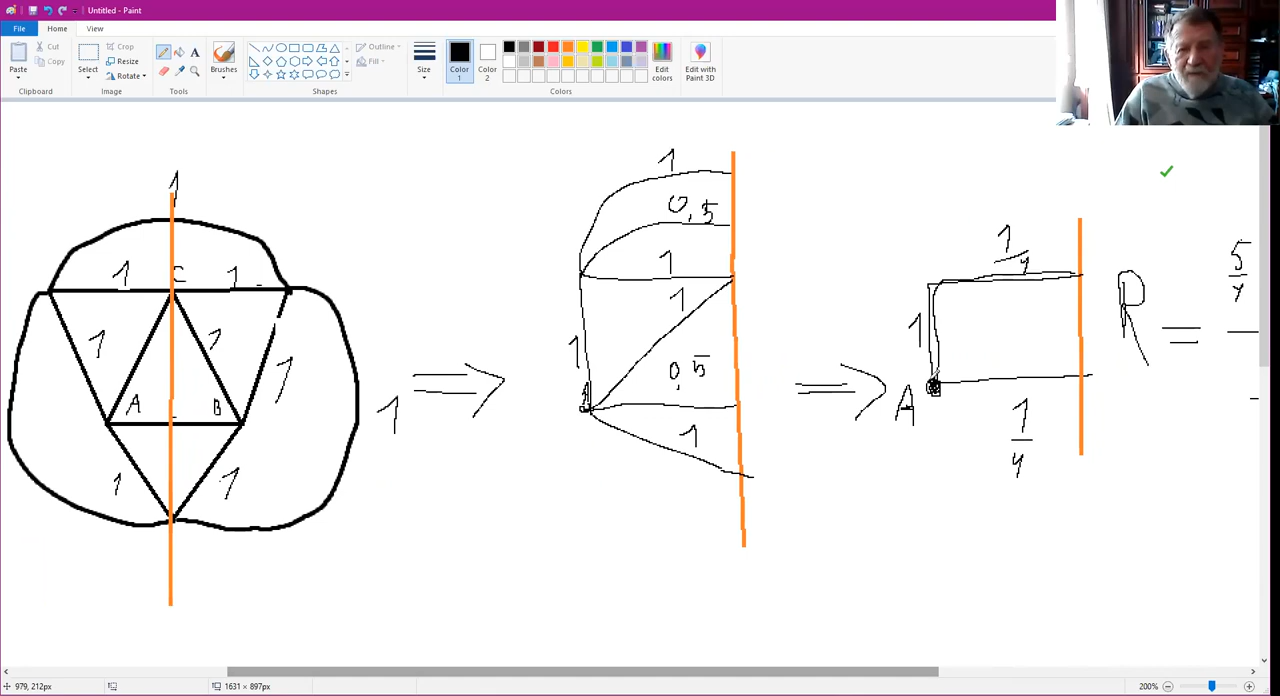 Untitled - Paint
File Home View
Paste
Cut
Copy
Clipboard
Select
Crop
Resize
Rotate
Image
A
Tools
Brushes
Outline
Fill
Shapes
Size
Color 1
Color 2
Edit colors
Colors
Edit with Paint 3D
1
1 C 1
1 1 1
A B
1 1
1
1
0,5
1
1
1
0,5
A
1
1/4
1
A
1/4
R = 5/4
979, 212px
1631 × 897px
200%